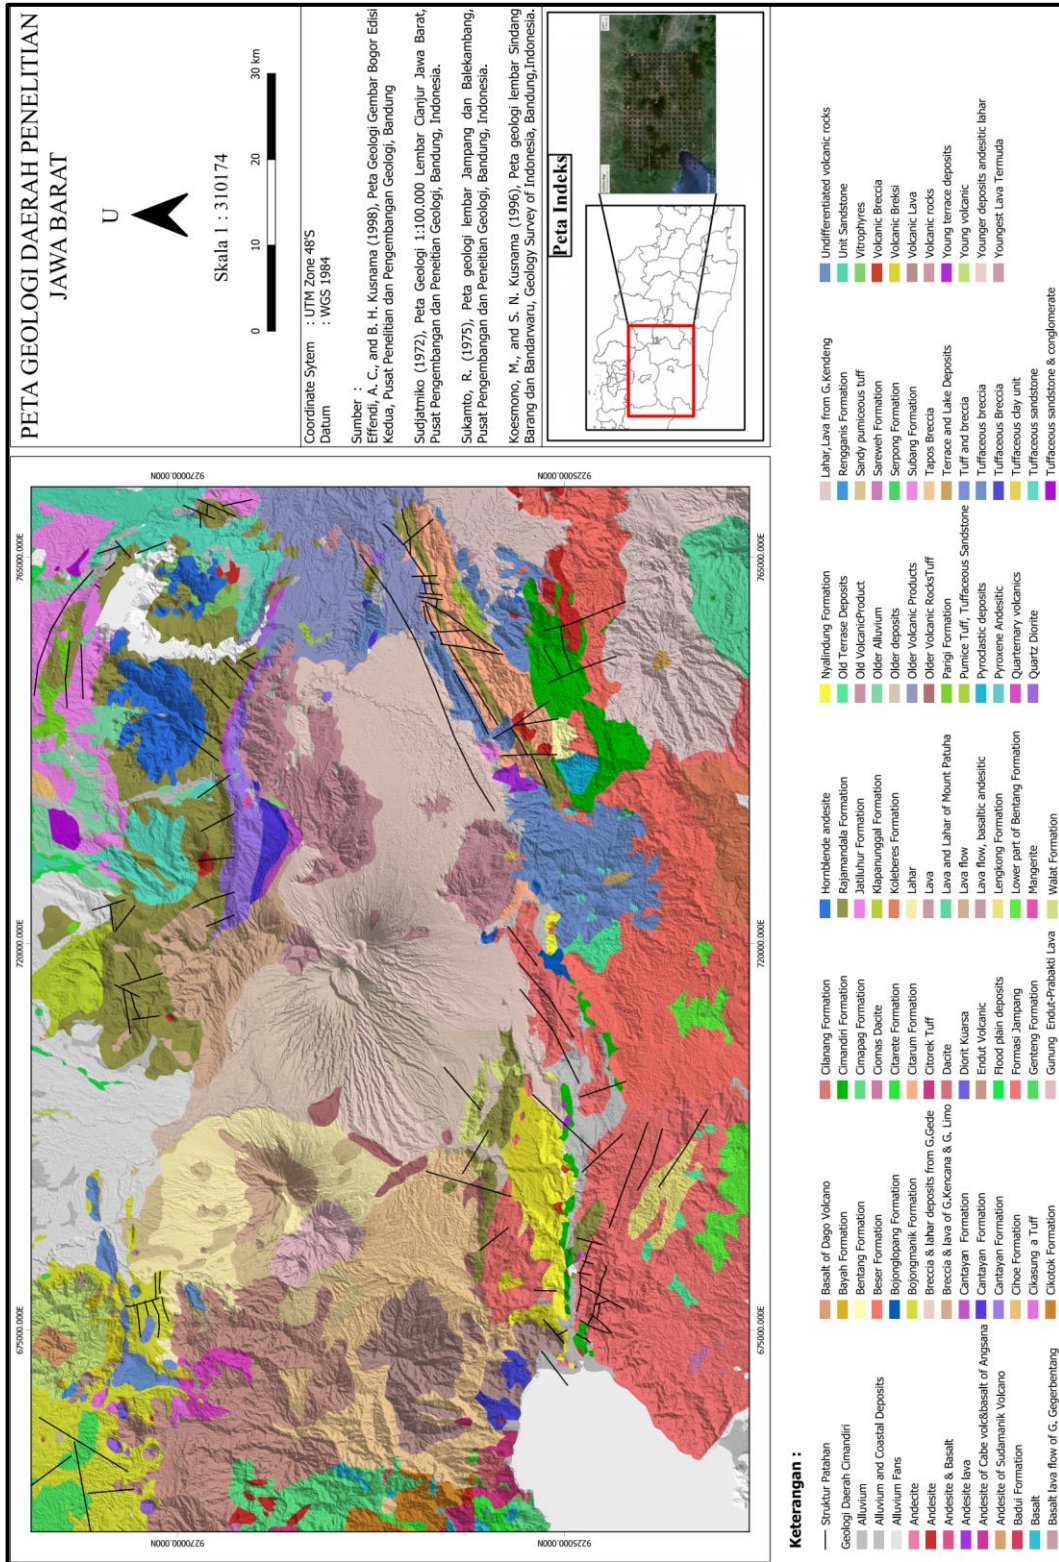 PETA GEOLOGI DAERAH PENELITIAN
JAWA BARAT
U
Skala 1 : 310174
0 10 20 30 km
Coordinate Sytem : UTM Zone 48'S
Datum : WGS 1984
Sumber :
Effendi, A. C., and B. H. Kusnama (1998), Peta Geologi Gembar Bogor Edisi
Kedua, Pusat Penelitian dan Pengembangan Geologi, Bandung
Sudjatmiko (1972), Peta Geologi 1:100.000 Lembar Cianjur Jawa Barat,
Pusat Pengembangan dan Peneitian Geologi, Bandung, Indonesia.
Sukamto, R. (1975), Peta geologi lembar Jampang dan Balekambang,
Pusat Pengembangan dan Penetian Geologi, Bandung, Indonesia.
Koesmono, M., and S. N. Kusnama (1996), Peta geologi lembar Sindang
Barang dan Bandarwaru, Geology Survey of Indonesia, Bandung,Indonesia.
Peta Indeks
675000.000E 720000.000E 765000.000E
9270000.000N
9225000.000N
9270000.000N
9225000.000N
675000.000E 720000.000E 765000.000E
Keterangan :
Struktur Patahan
Geologi Daerah Cimandiri
Alluvium
Alluvium and Coastal Deposits
Alluvium Fans
Andecite
Andesite
Andesite & Basalt
Andesite lava
Andesite of Cabe volc&basalt of Angsana
Andesite of Sudamanik Volcano
Badui Formation
Basalt
Basalt lava flow of G, Gegerbentang
Basalt of Dago Volcano
Bayah Formation
Bentang Formation
Beser Formation
Bojonglopang Formation
Bojongmanik Formation
Breccia & lahar deposits from G.Gede
Breccia & lava of G.Kencana & G. Limo
Cantayan Formation
Cantayan Formation
Cantayan Formation
Cihoe Formation
Cikasung a Tuff
Cikotok Formation
Cilanang Formation
Cimandiri Formation
Cimapag Formation
Ciomas Dacite
Citarete Formation
Citarum Formation
Citorek Tuff
Dacite
Diorit Kuarsa
Endut Volcanic
Flood plain deposits
Formasi Jampang
Genteng Formation
Gunung Endut-Prabakti Lava
Hornblende andesite
Rajamandala Formation
Jatiluhur Formation
Klapanunggal Formation
Koleberes Formation
Lahar
Lava
Lava and Lahar of Mount Patuha
Lava flow
Lava flow, basaltic andesitic
Lengkong Formation
Lower part of Bentang Formation
Mangerite
Walat Formation
Nyalindung Formation
Old Terrase Deposits
Old VolcanicProduct
Older Alluvium
Older deposits
Older Volcanic Products
Older Volcanic RocksTuff
Parigi Formation
Pumice Tuff, Tuffaceous Sandstone
Pyroclastic deposits
Pyroxene Andesitic
Quarternary volcanics
Quartz Diorite
Lahar,Lava from G.Kendeng
Rengganis Formation
Sandy pumiceous tuff
Sareweh Formation
Serpong Formation
Subang Formation
Tapos Breccia
Terrace and Lake Deposits
Tuff and breccia
Tuffaceous breccia
Tuffaceous Breccia
Tuffaceous clay unit
Tuffaceous sandstone
Tuffaceous sandstone & conglomerate
Undifferentiated volcanic rocks
Unit Sandstone
Vitrophyres
Volcanic Breccia
Volcanic Breksi
Volcanic Lava
Volcanic rocks
Young terrace deposits
Young volcanic
Younger deposits andesitic lahar
Youngest Lava Termuda